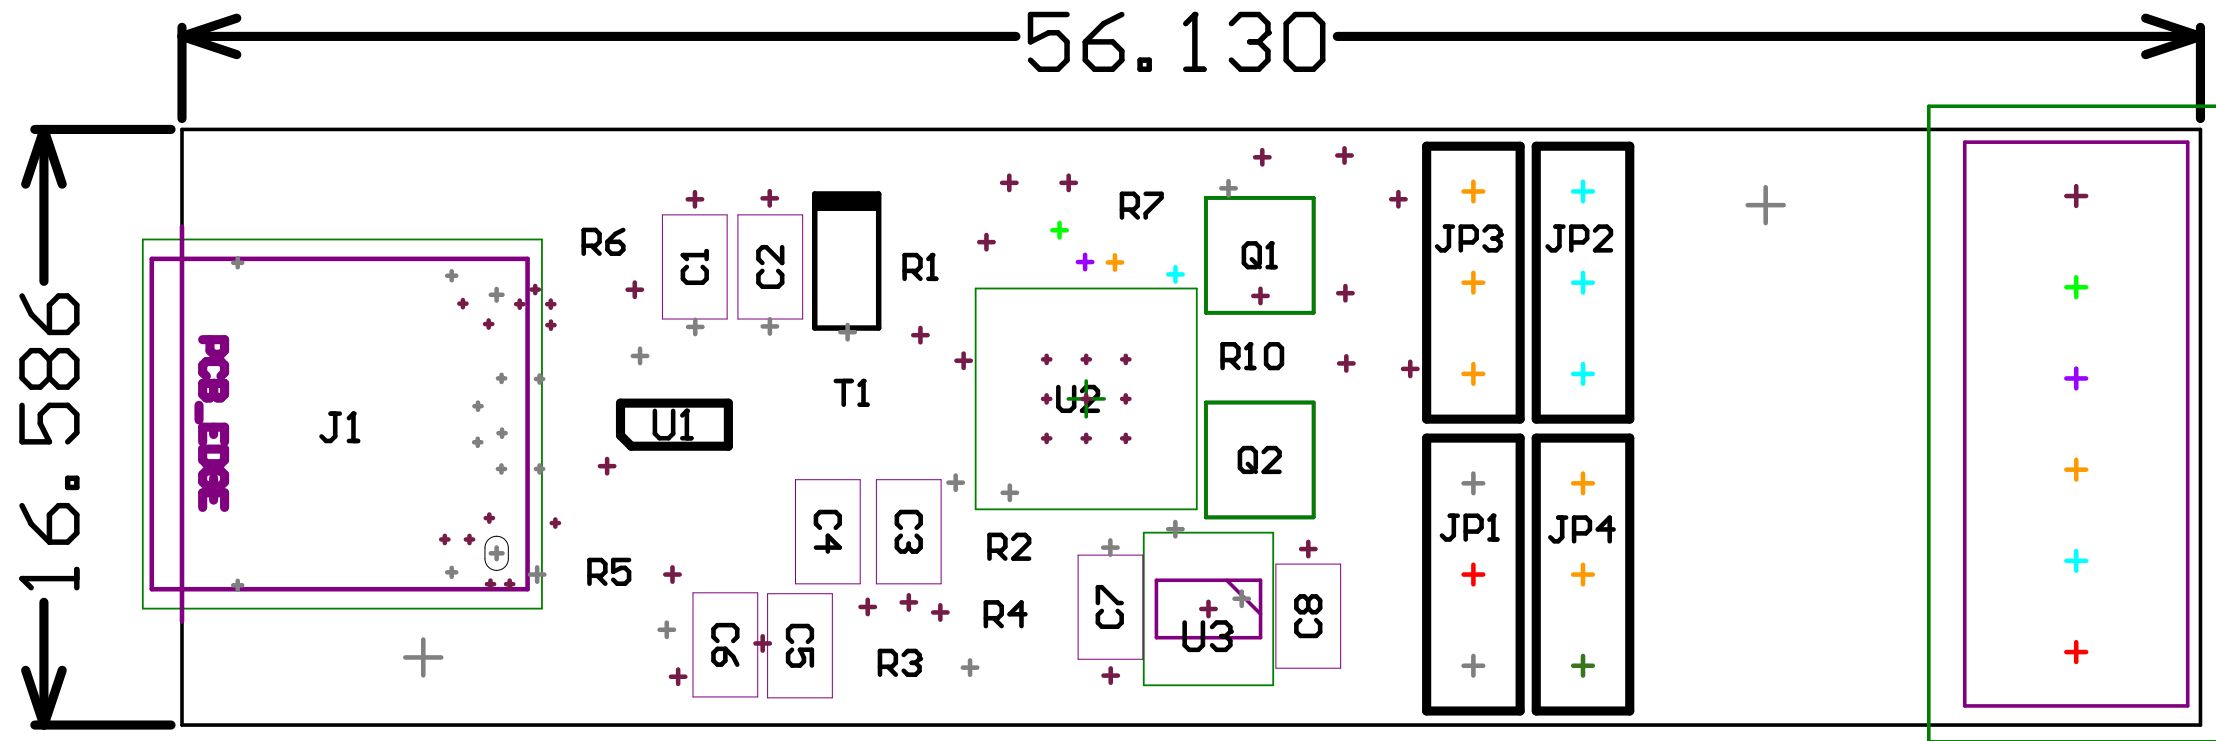 56.130
16.586
PCB_EDGE
J1
R6
C1
C2
R1
R7
Q1
JP3
JP2
T1
U1
U2
R10
Q2
C4
C3
R2
R5
C6
C5
R3
R4
C7
U3
C8
JP1
JP4